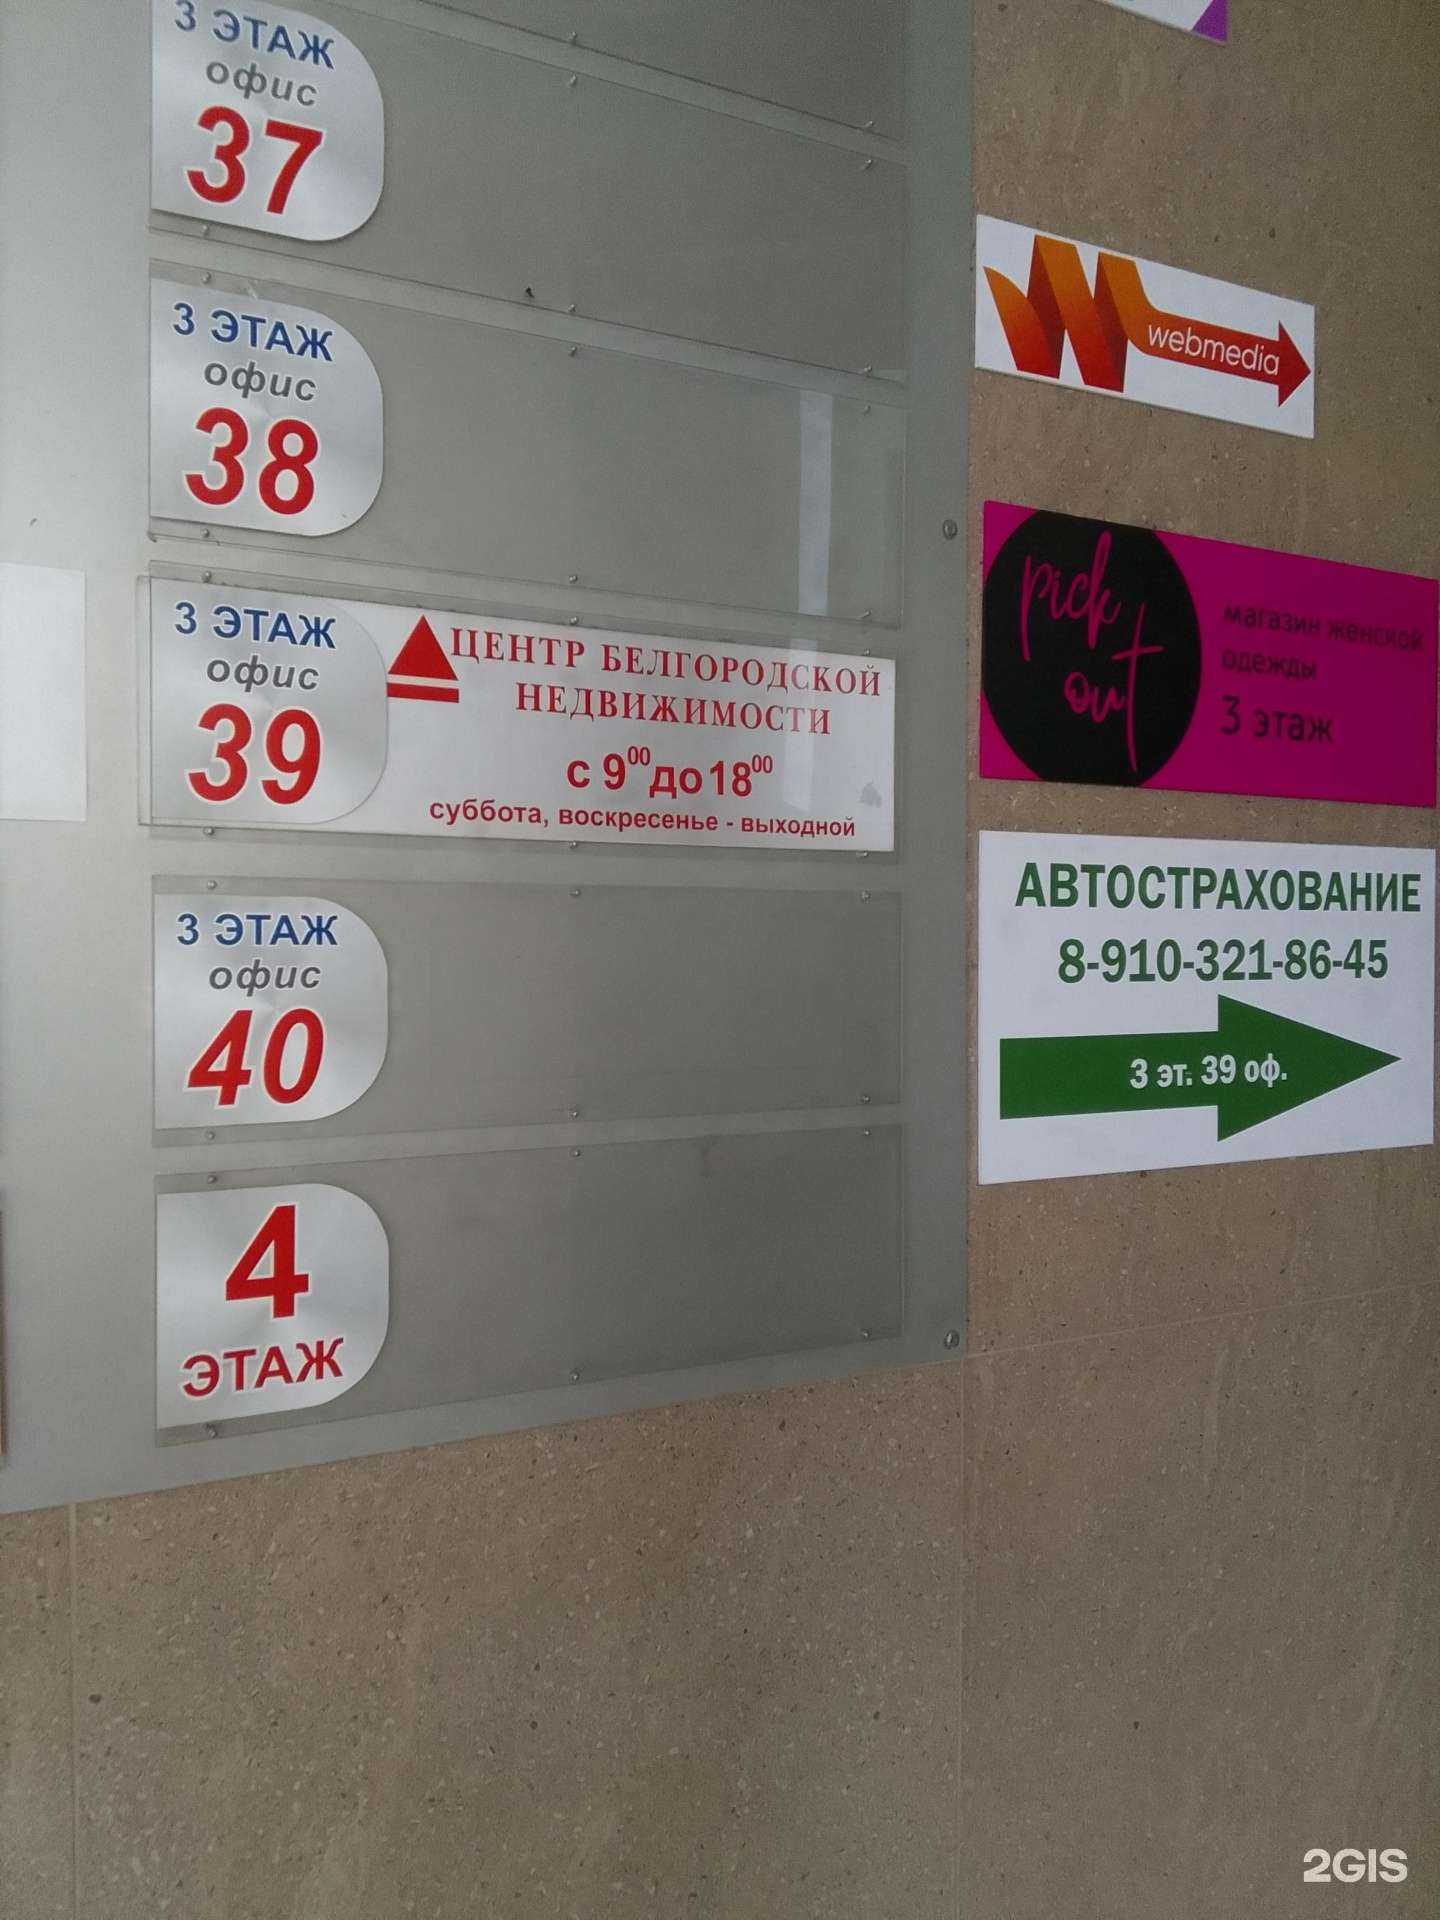 3 ЭТАЖ
офис
37
3 ЭТАЖ
офис
38
3 ЭТАЖ
офис
39
ЦЕНТР БЕЛГОРОДСКОЙ
НЕДВИЖИМОСТИ
с 9⁰⁰ до 18⁰⁰
суббота, воскресенье - выходной
3 ЭТАЖ
офис
40
4
ЭТАЖ
webmedia
pick
out
магазин женской
одежды
3 этаж
АВТОСТРАХОВАНИЕ
8-910-321-86-45
3 эт. 39 оф.
2GIS